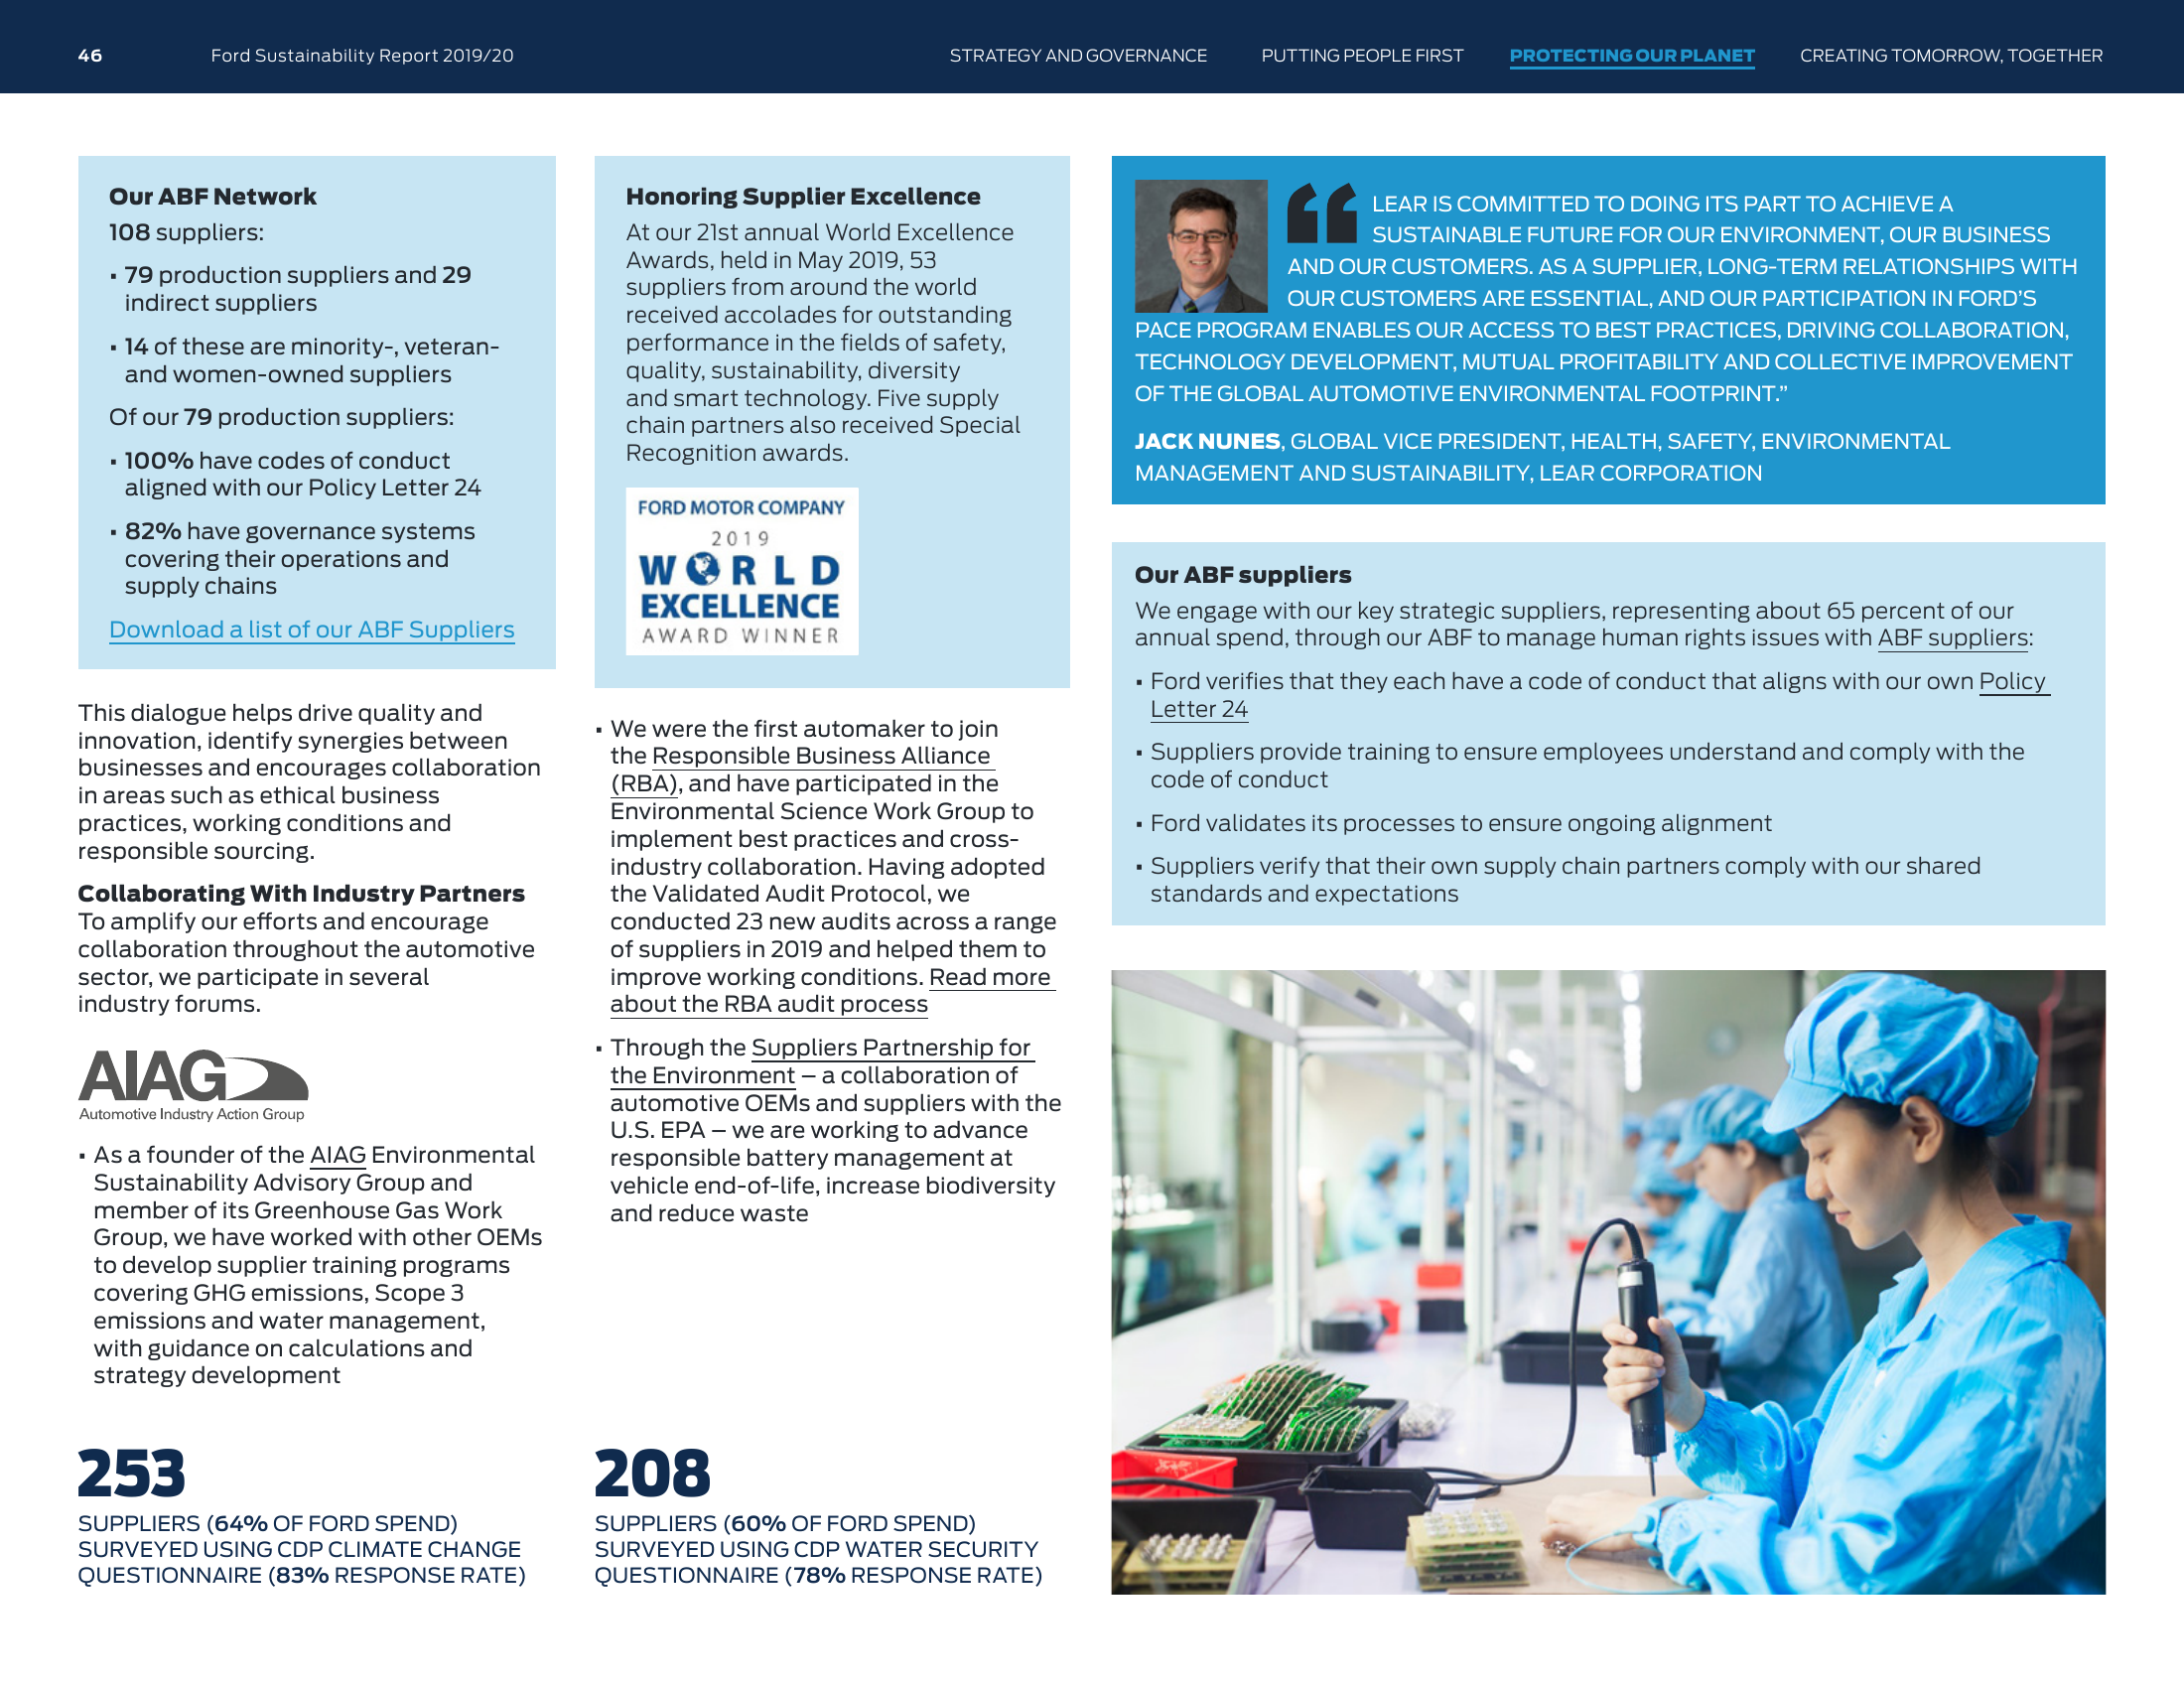 46
Ford Sustainability Report 2019/20
STRATEGY AND GOVERNANCE
PUTTING PEOPLE FIRST
PROTECTING OUR PLANET
CREATING TOMORROW, TOGETHER
Our ABF Network
108 suppliers:
▪ 79 production suppliers and 29
indirect suppliers
▪ 14 of these are minority-, veteran-
and women-owned suppliers
Of our 79 production suppliers:
▪ 100% have codes of conduct
aligned with our Policy Letter 24
▪ 82% have governance systems
covering their operations and
supply chains
Download a list of our ABF Suppliers
This dialogue helps drive quality and
innovation, identify synergies between
businesses and encourages collaboration
in areas such as ethical business
practices, working conditions and
responsible sourcing.
Collaborating With Industry Partners
To amplify our efforts and encourage
collaboration throughout the automotive
sector, we participate in several
industry forums.
AIAG
Automotive Industry Action Group
▪ As a founder of the AIAG Environmental
Sustainability Advisory Group and
member of its Greenhouse Gas Work
Group, we have worked with other OEMs
to develop supplier training programs
covering GHG emissions, Scope 3
emissions and water management,
with guidance on calculations and
strategy development
253
SUPPLIERS (64% OF FORD SPEND)
SURVEYED USING CDP CLIMATE CHANGE
QUESTIONNAIRE (83% RESPONSE RATE)
Honoring Supplier Excellence
At our 21st annual World Excellence
Awards, held in May 2019, 53
suppliers from around the world
received accolades for outstanding
performance in the fields of safety,
quality, sustainability, diversity
and smart technology. Five supply
chain partners also received Special
Recognition awards.
FORD MOTOR COMPANY
2019
WORLD
EXCELLENCE
AWARD WINNER
▪ We were the first automaker to join
the Responsible Business Alliance
(RBA), and have participated in the
Environmental Science Work Group to
implement best practices and cross-
industry collaboration. Having adopted
the Validated Audit Protocol, we
conducted 23 new audits across a range
of suppliers in 2019 and helped them to
improve working conditions. Read more
about the RBA audit process
▪ Through the Suppliers Partnership for
the Environment – a collaboration of
automotive OEMs and suppliers with the
U.S. EPA – we are working to advance
responsible battery management at
vehicle end-of-life, increase biodiversity
and reduce waste
208
SUPPLIERS (60% OF FORD SPEND)
SURVEYED USING CDP WATER SECURITY
QUESTIONNAIRE (78% RESPONSE RATE)
“LEAR IS COMMITTED TO DOING ITS PART TO ACHIEVE A
SUSTAINABLE FUTURE FOR OUR ENVIRONMENT, OUR BUSINESS
AND OUR CUSTOMERS. AS A SUPPLIER, LONG-TERM RELATIONSHIPS WITH
OUR CUSTOMERS ARE ESSENTIAL, AND OUR PARTICIPATION IN FORD’S
PACE PROGRAM ENABLES OUR ACCESS TO BEST PRACTICES, DRIVING COLLABORATION,
TECHNOLOGY DEVELOPMENT, MUTUAL PROFITABILITY AND COLLECTIVE IMPROVEMENT
OF THE GLOBAL AUTOMOTIVE ENVIRONMENTAL FOOTPRINT.”
JACK NUNES, GLOBAL VICE PRESIDENT, HEALTH, SAFETY, ENVIRONMENTAL
MANAGEMENT AND SUSTAINABILITY, LEAR CORPORATION
Our ABF suppliers
We engage with our key strategic suppliers, representing about 65 percent of our
annual spend, through our ABF to manage human rights issues with ABF suppliers:
▪ Ford verifies that they each have a code of conduct that aligns with our own Policy
Letter 24
▪ Suppliers provide training to ensure employees understand and comply with the
code of conduct
▪ Ford validates its processes to ensure ongoing alignment
▪ Suppliers verify that their own supply chain partners comply with our shared
standards and expectations